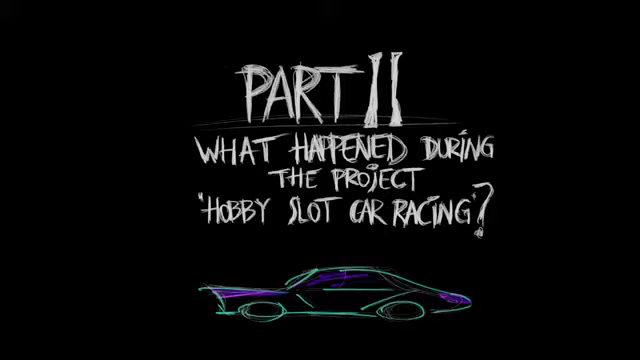 PART II
WHAT HAPPENED DURING
THE PROJECT
"HOBBY SLOT CAR RACING"?